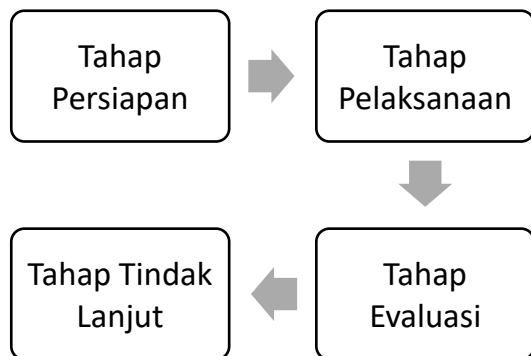 Tahap
Persiapan
Tahap
Pelaksanaan
Tahap
Evaluasi
Tahap Tindak
Lanjut